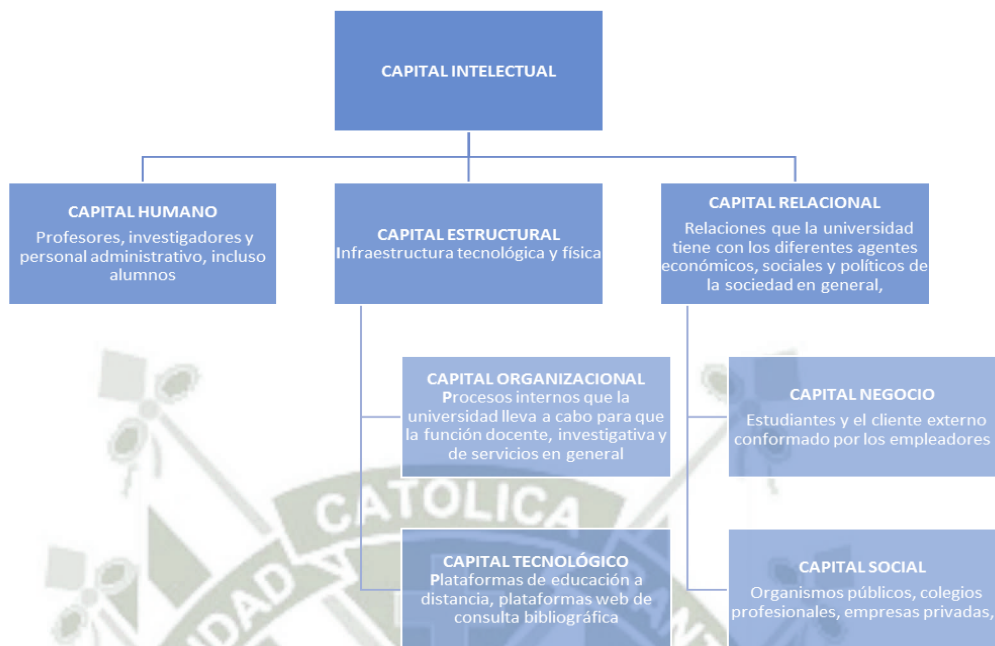 CAPITAL INTELECTUAL
CAPITAL HUMANO
Profesores, investigadores y
personal administrativo, incluso
alumnos
CAPITAL ESTRUCTURAL
Infraestructura tecnológica y física
CAPITAL RELACIONAL
Relaciones que la universidad
tiene con los diferentes agentes
económicos, sociales y políticos de
la sociedad en general,
CAPITAL ORGANIZACIONAL
Procesos internos que la
universidad lleva a cabo para que
la función docente, investigativa y
de servicios en general
CAPITAL NEGOCIO
Estudiantes y el cliente externo
conformado por los empleadores
CAPITAL TECNOLÓGICO
Plataformas de educación a
distancia, plataformas web de
consulta bibliográfica
CAPITAL SOCIAL
Organismos públicos, colegios
profesionales, empresas privadas,
CATOLICA